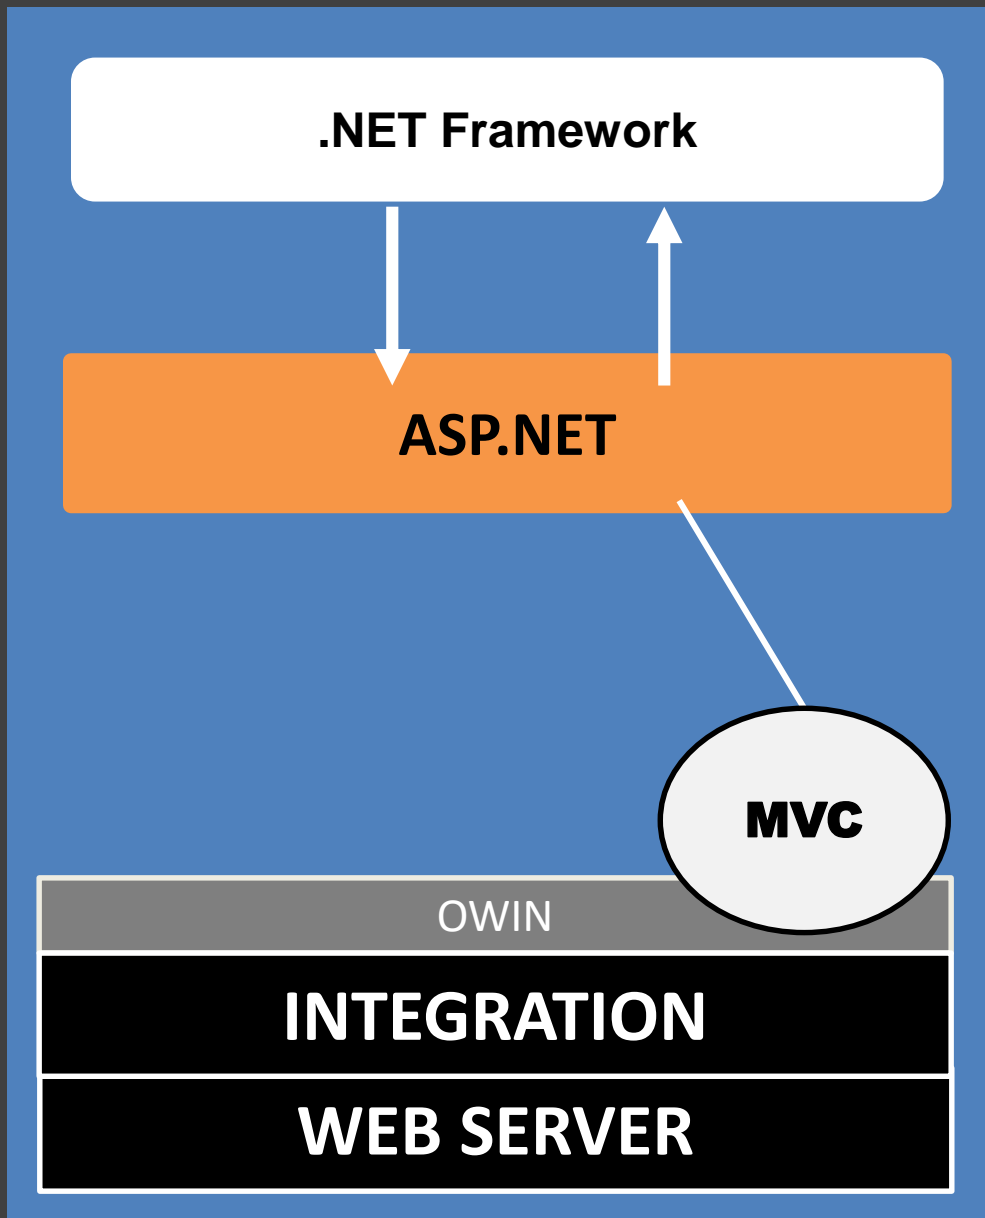 .NET Framework
ASP.NET
MVC
OWIN
INTEGRATION
WEB SERVER